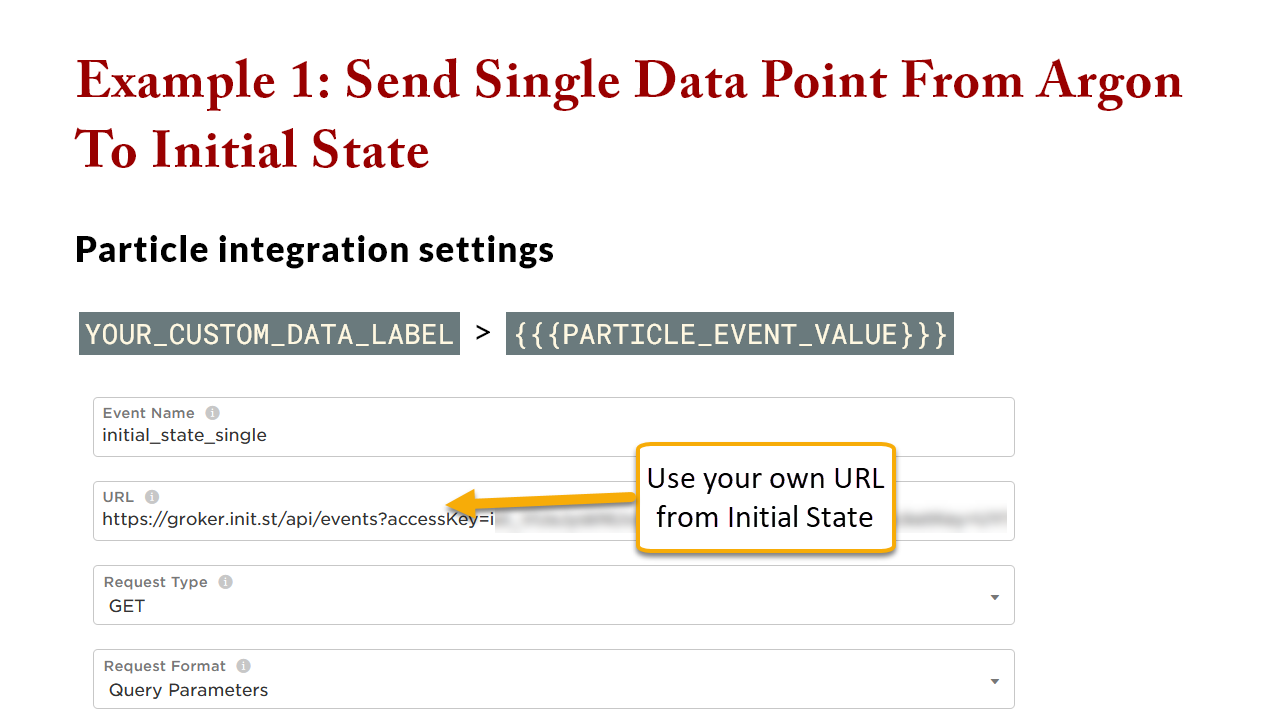 Example 1: Send Single Data Point From Argon
To Initial State
Particle integration settings
YOUR_CUSTOM_DATA_LABEL > {{{PARTICLE_EVENT_VALUE}}}
Event Name
initial_state_single
URL
https://groker.init.st/api/events?accessKey=i
Use your own URL
from Initial State
Request Type
GET
Request Format
Query Parameters